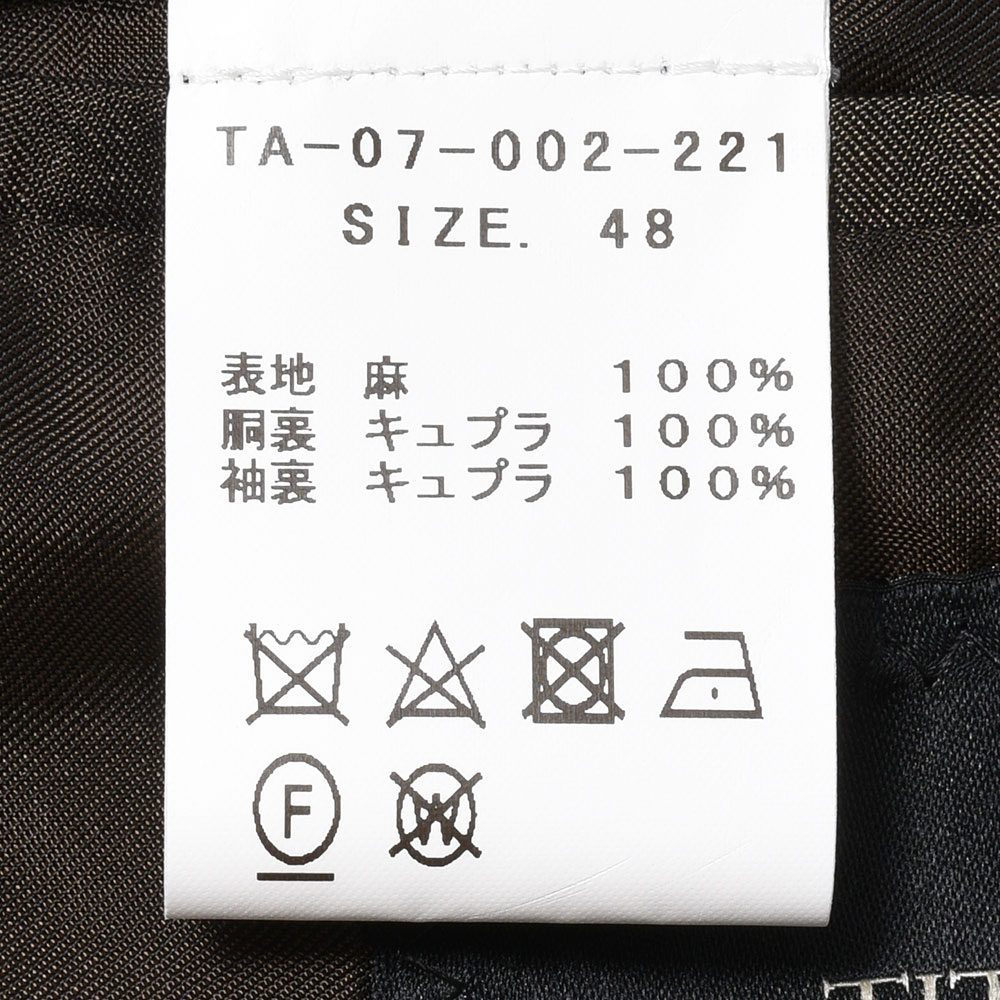 TA-07-002-221
SIZE. 48
表地 麻 100%
胴裏 キュプラ 100%
袖裏 キュプラ 100%
F
W